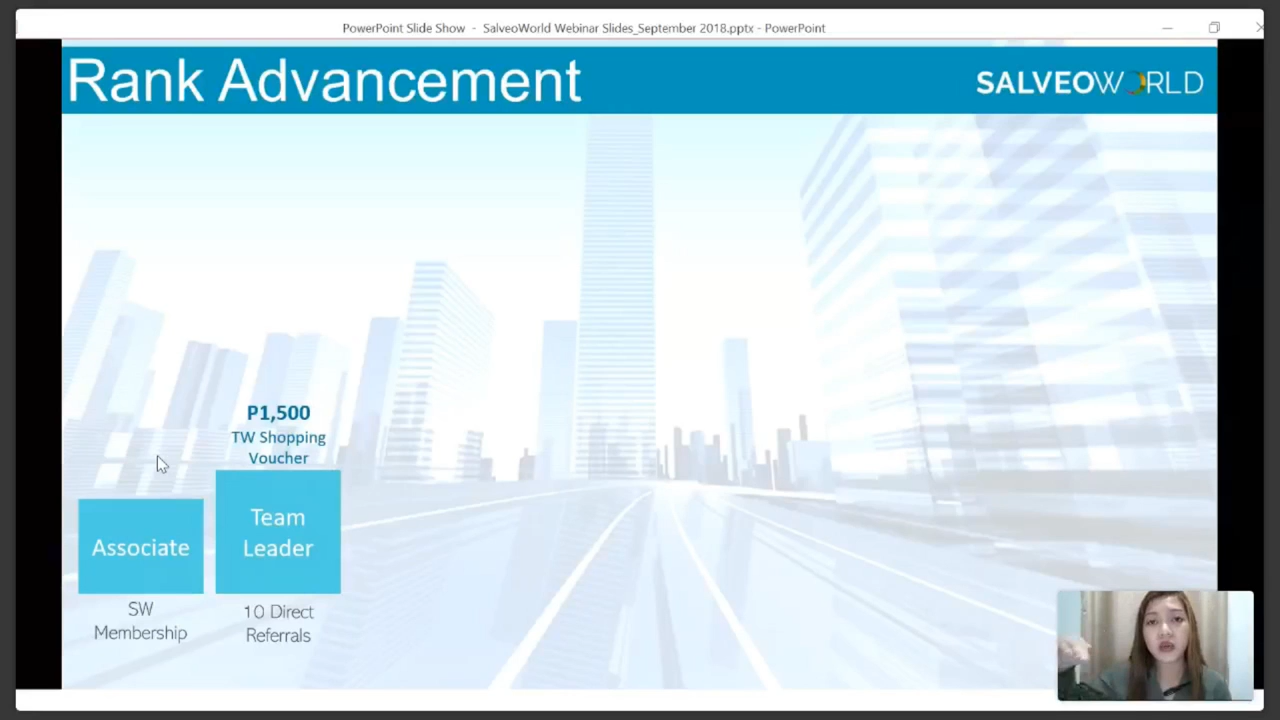 PowerPoint Slide Show - SalveoWorld Webinar Slides_September 2018.pptx - PowerPoint
Rank Advancement
SALVEOWORLD
P1,500
TW Shopping
Voucher
Team
Leader
Associate
SW
Membership
10 Direct
Referrals